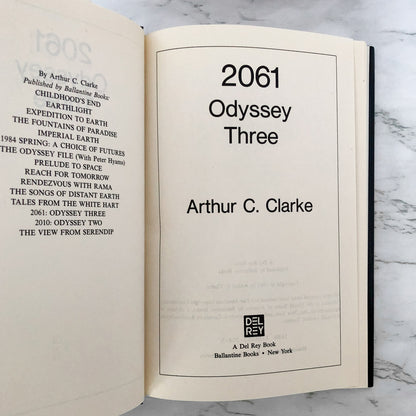 By Arthur C. Clarke
Published by Ballantine Books:
CHILDHOOD'S END
EARTHLIGHT
EXPEDITION TO EARTH
THE FOUNTAINS OF PARADISE
IMPERIAL EARTH
1984 SPRING: A CHOICE OF FUTURES
THE ODYSSEY FILE (With Peter Hyams)
PRELUDE TO SPACE
REACH FOR TOMORROW
RENDEZVOUS WITH RAMA
THE SONGS OF DISTANT EARTH
TALES FROM THE WHITE HART
2061: ODYSSEY THREE
2010: ODYSSEY TWO
THE VIEW FROM SERENDIP
2061
Odyssey
Three
Arthur C. Clarke
DEL
REY
A Del Rey Book
Ballantine Books • New York